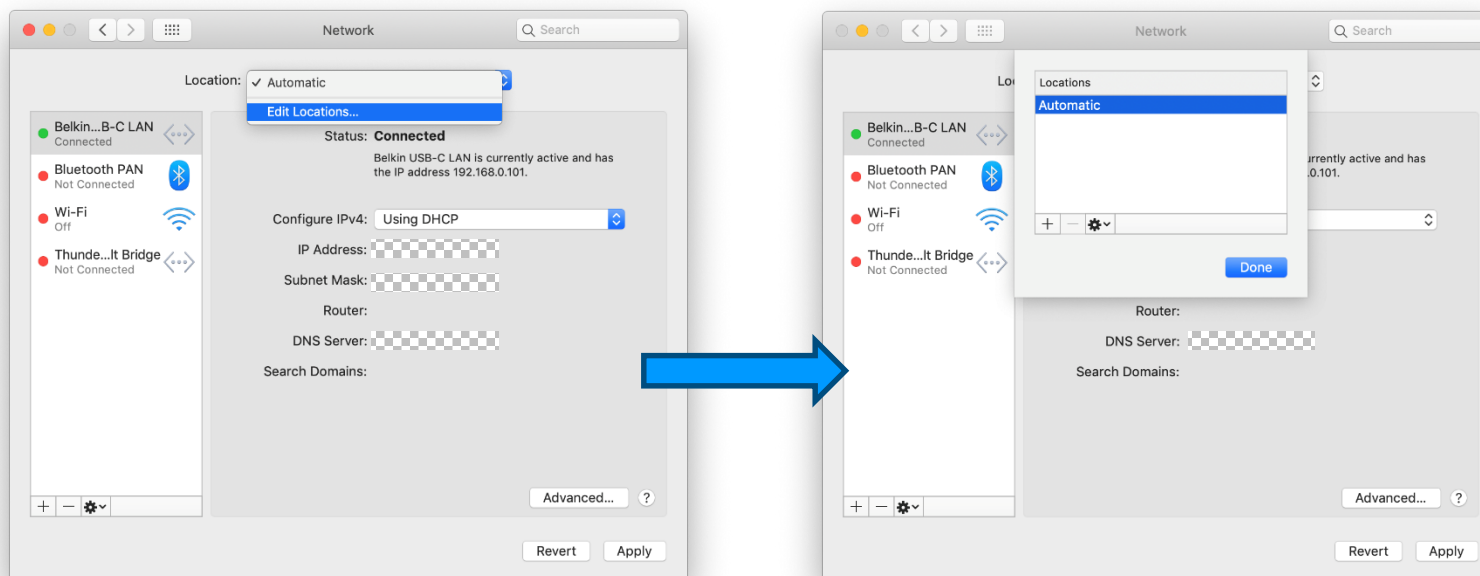 Network
Search
Location:
✓ Automatic
Edit Locations...
Belkin...B-C LAN
Connected
Bluetooth PAN
Not Connected
Wi-Fi
Off
Thunde...lt Bridge
Not Connected
Status: Connected
Belkin USB-C LAN is currently active and has
the IP address 192.168.0.101.
Configure IPv4: Using DHCP
IP Address:
Subnet Mask:
Router:
DNS Server:
Search Domains:
Advanced... ?
Revert Apply
Network
Search
Lo
Locations
Automatic
Done
Belkin...B-C LAN
Connected
Bluetooth PAN
Not Connected
Wi-Fi
Off
Thunde...lt Bridge
Not Connected
urrently active and has
.0.101.
Router:
DNS Server:
Search Domains:
Advanced... ?
Revert Apply